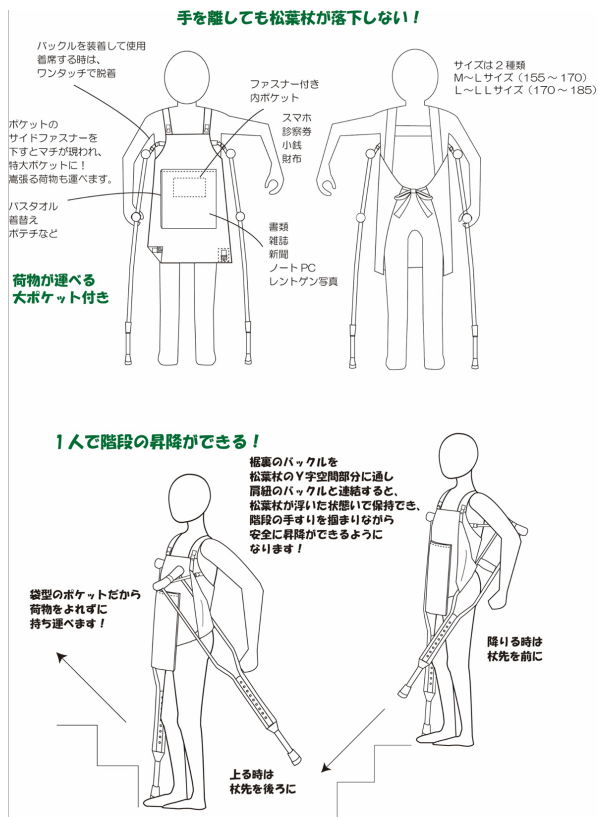 手を離しても松葉杖が落下しない！
バックルを装着して使用
着席する時は、
ワンタッチで脱着
ファスナー付き
内ポケット
スマホ
診察券
小銭
財布
サイズは２種類
M～Lサイズ（155～170）
L～LLサイズ（170～185）
ポケットの
サイドファスナーを
下すとマチが現われ、
特大ポケットに！
嵩張る荷物も運べます。
バスタオル
着替え
ポテチなど
書類
雑誌
新聞
ノートPC
レントゲン写真
荷物が運べる
大ポケット付き
１人で階段の昇降ができる！
裾裏のバックルを
松葉杖のＹ字空間部分に通し
肩紐のバックルと連結すると、
松葉杖が浮いた状態いで保持でき、
階段の手すりを掴まりながら
安全に昇降ができるように
なります！
袋型のポケットだから
荷物をよれずに
持ち運べます！
降りる時は
杖先を前に
上る時は
杖先を後ろに